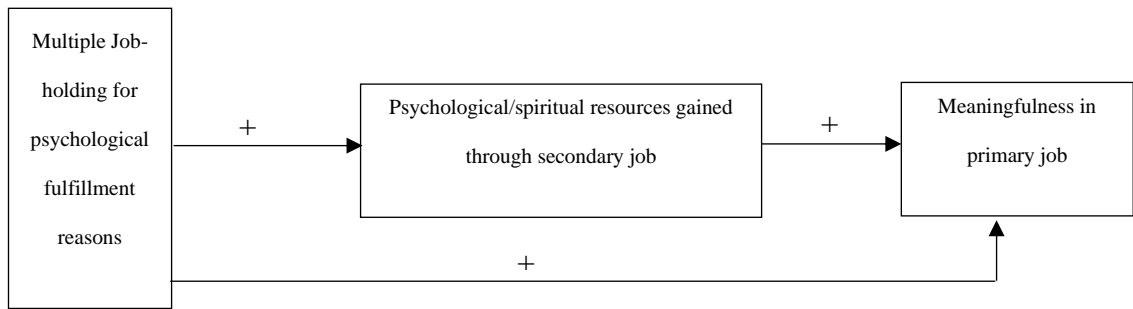 Multiple Job-
holding for
psychological
fulfillment
reasons
+
Psychological/spiritual resources gained
through secondary job
+
Meaningfulness in
primary job
+